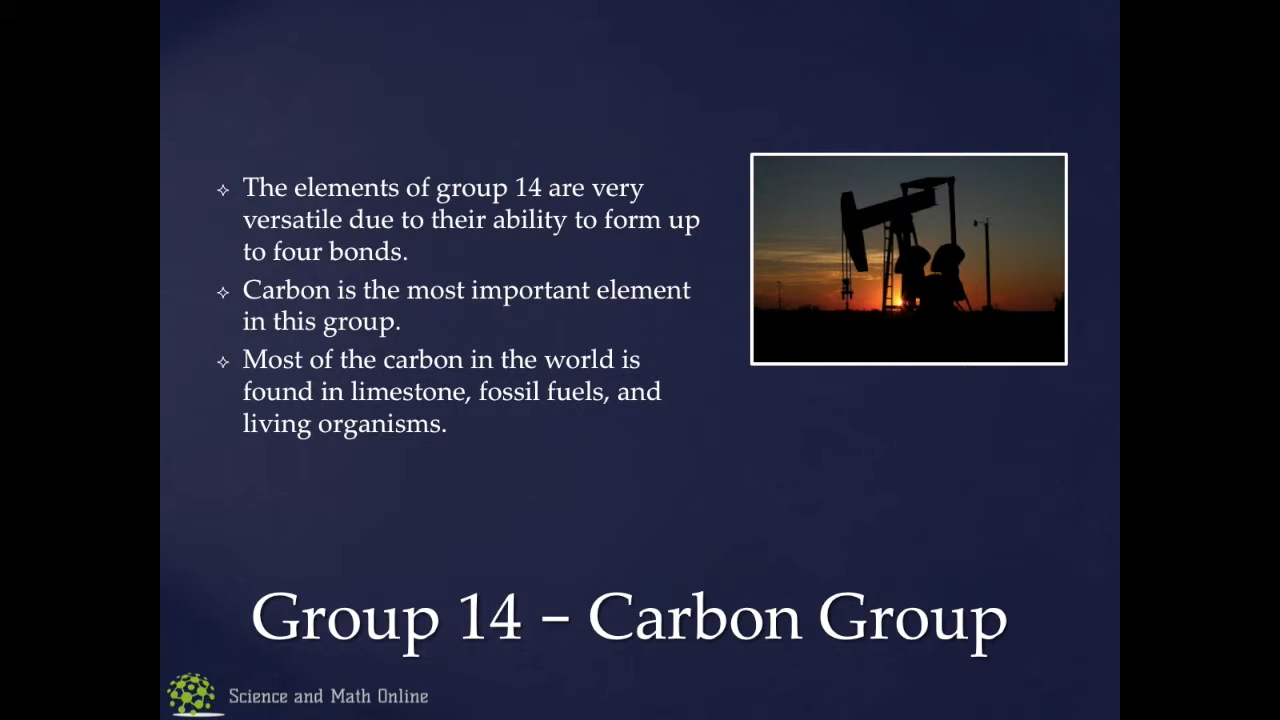 The elements of group 14 are very
versatile due to their ability to form up
to four bonds.
Carbon is the most important element
in this group.
Most of the carbon in the world is
found in limestone, fossil fuels, and
living organisms.
Group 14 – Carbon Group
Science and Math Online